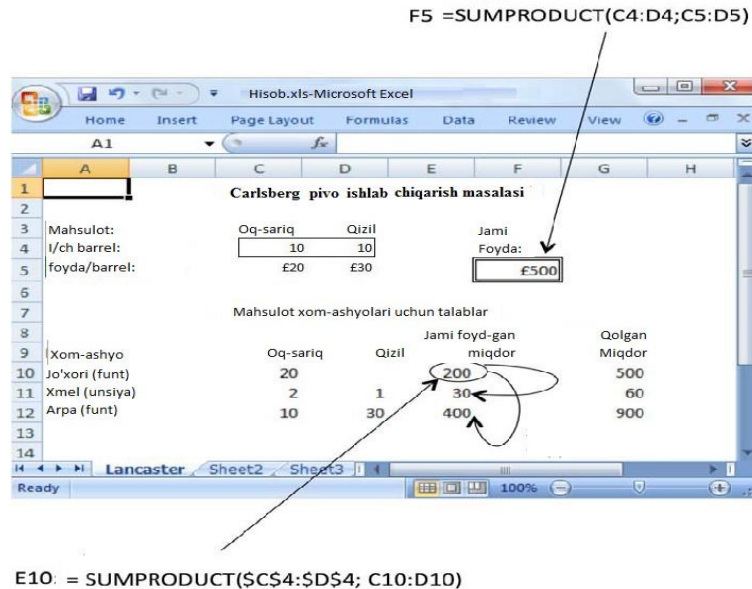 F5 =SUMPRODUCT(C4:D4;C5:D5)
Hisob.xls-Microsoft Excel
Home Insert Page Layout Formulas Data Review View
A1 fx
A B C D E F G H
1 Carlsberg pivo ishlab chiqarish masalasi
2
3 Mahsulot: Oq-sariq Qizil Jami
4 I/ch barrel: 10 10 Foyda:
5 foyda/barrel: £20 £30 £500
6
7 Mahsulot xom-ashyolari uchun talablar
8 Jami foyd-gan Qolgan
9 Xom-ashyo Oq-sariq Qizil miqdor Miqdor
10 Jo'xori (funt) 20 200 500
11 Xmel (unsiya) 2 1 30 60
12 Arpa (funt) 10 30 400 900
13
14
Lancaster Sheet2 Sheet3
Ready 100%
E10: = SUMPRODUCT($C$4:$D$4; C10:D10)